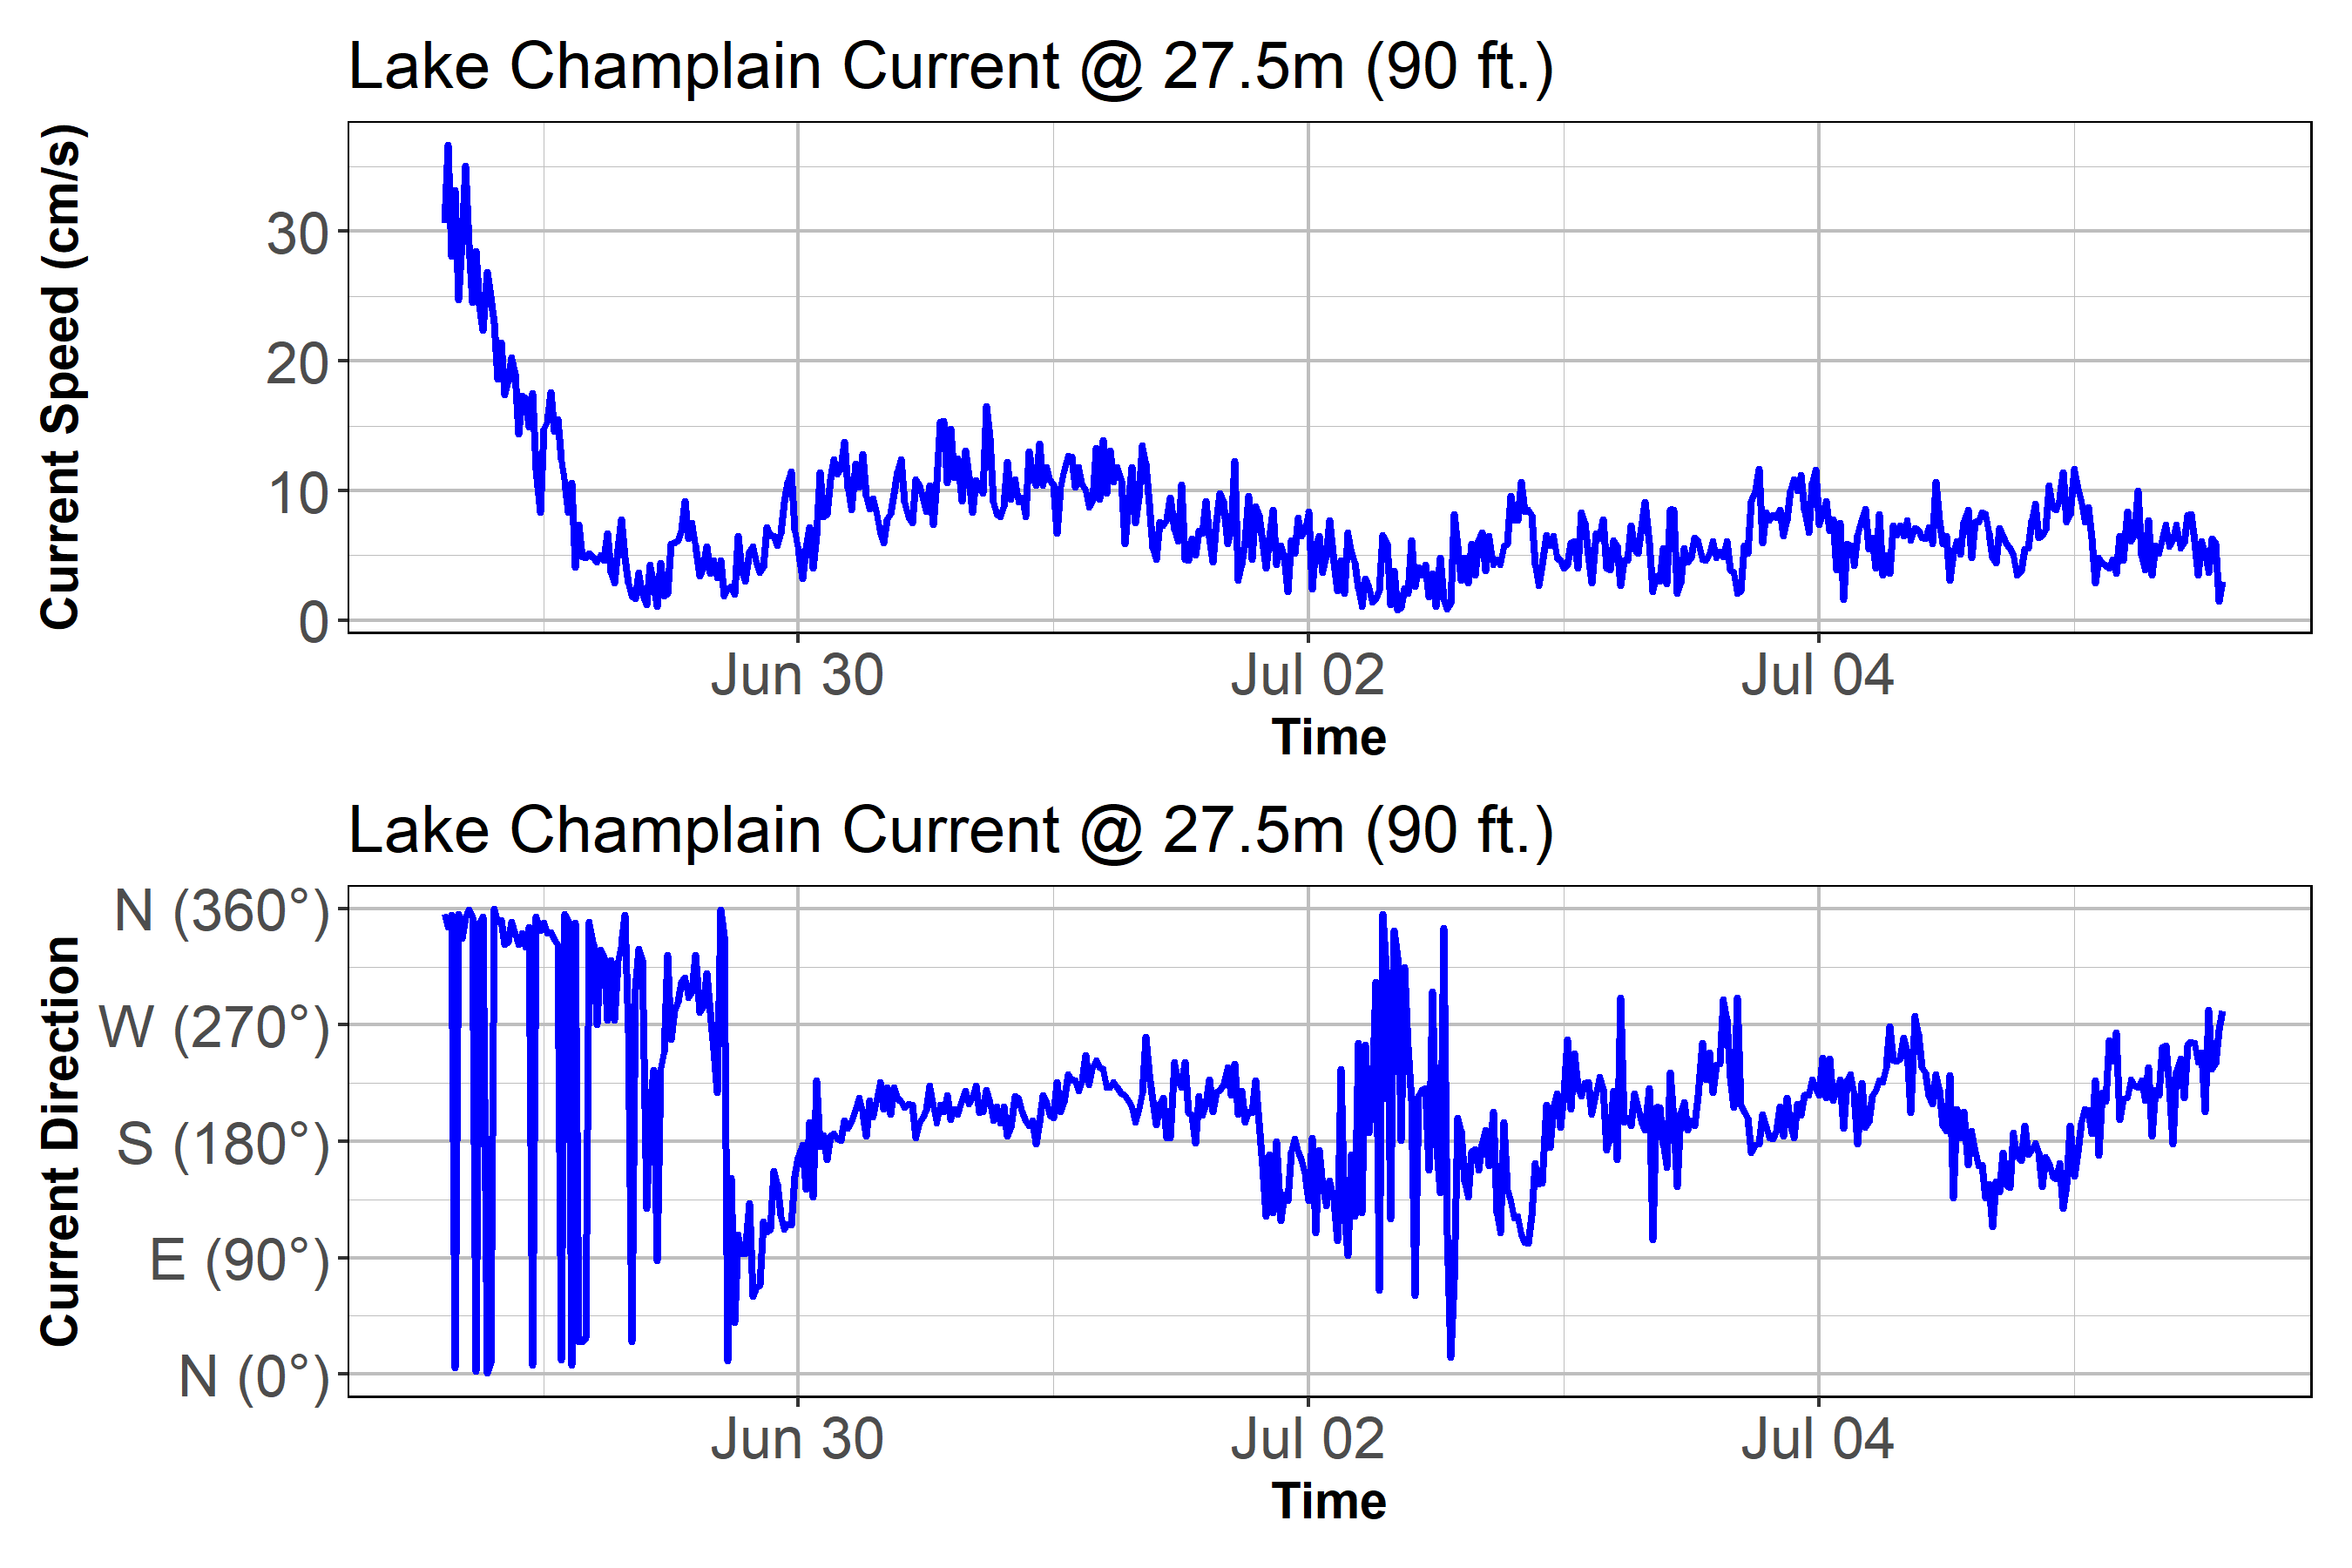 Lake Champlain Current @ 27.5m (90 ft.)
Current Speed (cm/s)
30
20
10
0
Jun 30 Jul 02 Jul 04
Time
Lake Champlain Current @ 27.5m (90 ft.)
Current Direction
N (360°)
W (270°)
S (180°)
E (90°)
N (0°)
Jun 30 Jul 02 Jul 04
Time